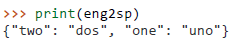 >>> print(eng2sp)
{"two": "dos", "one": "uno"}